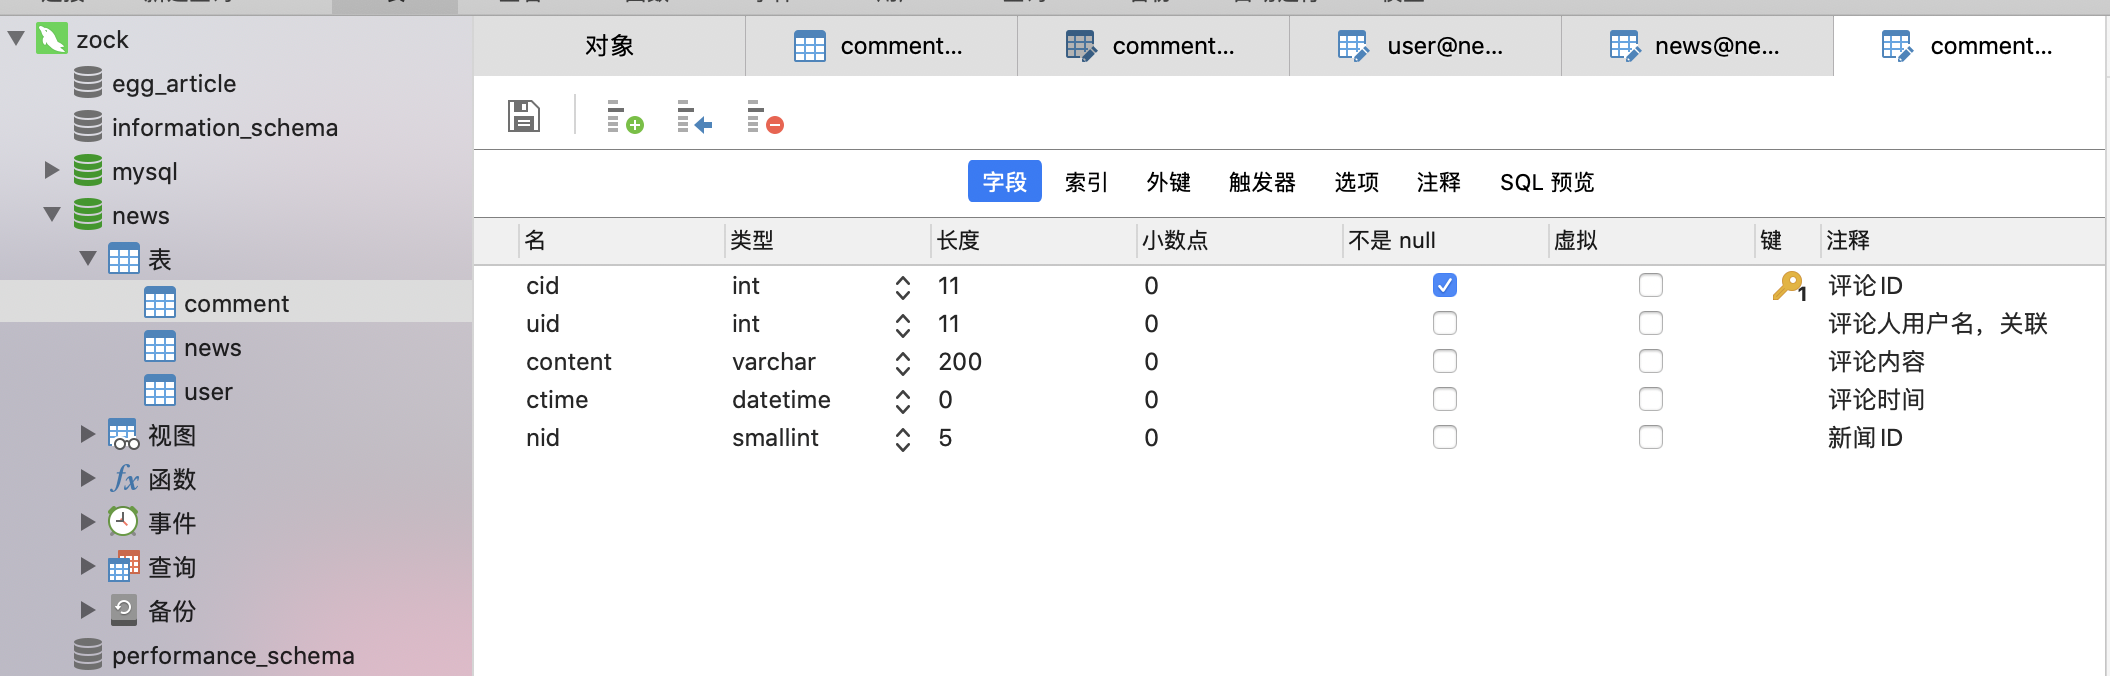 zock
egg_article
information_schema
mysql
news
表
comment
news
user
视图
函数
事件
查询
备份
performance_schema
对象 comment... comment... user@ne... news@ne... comment...
字段 索引 外键 触发器 选项 注释 SQL 预览
名 类型 长度 小数点 不是 null 虚拟 键 注释
cid int 11 0 1 评论ID
uid int 11 0 评论人用户名，关联
content varchar 200 0 评论内容
ctime datetime 0 0 评论时间
nid smallint 5 0 新闻ID